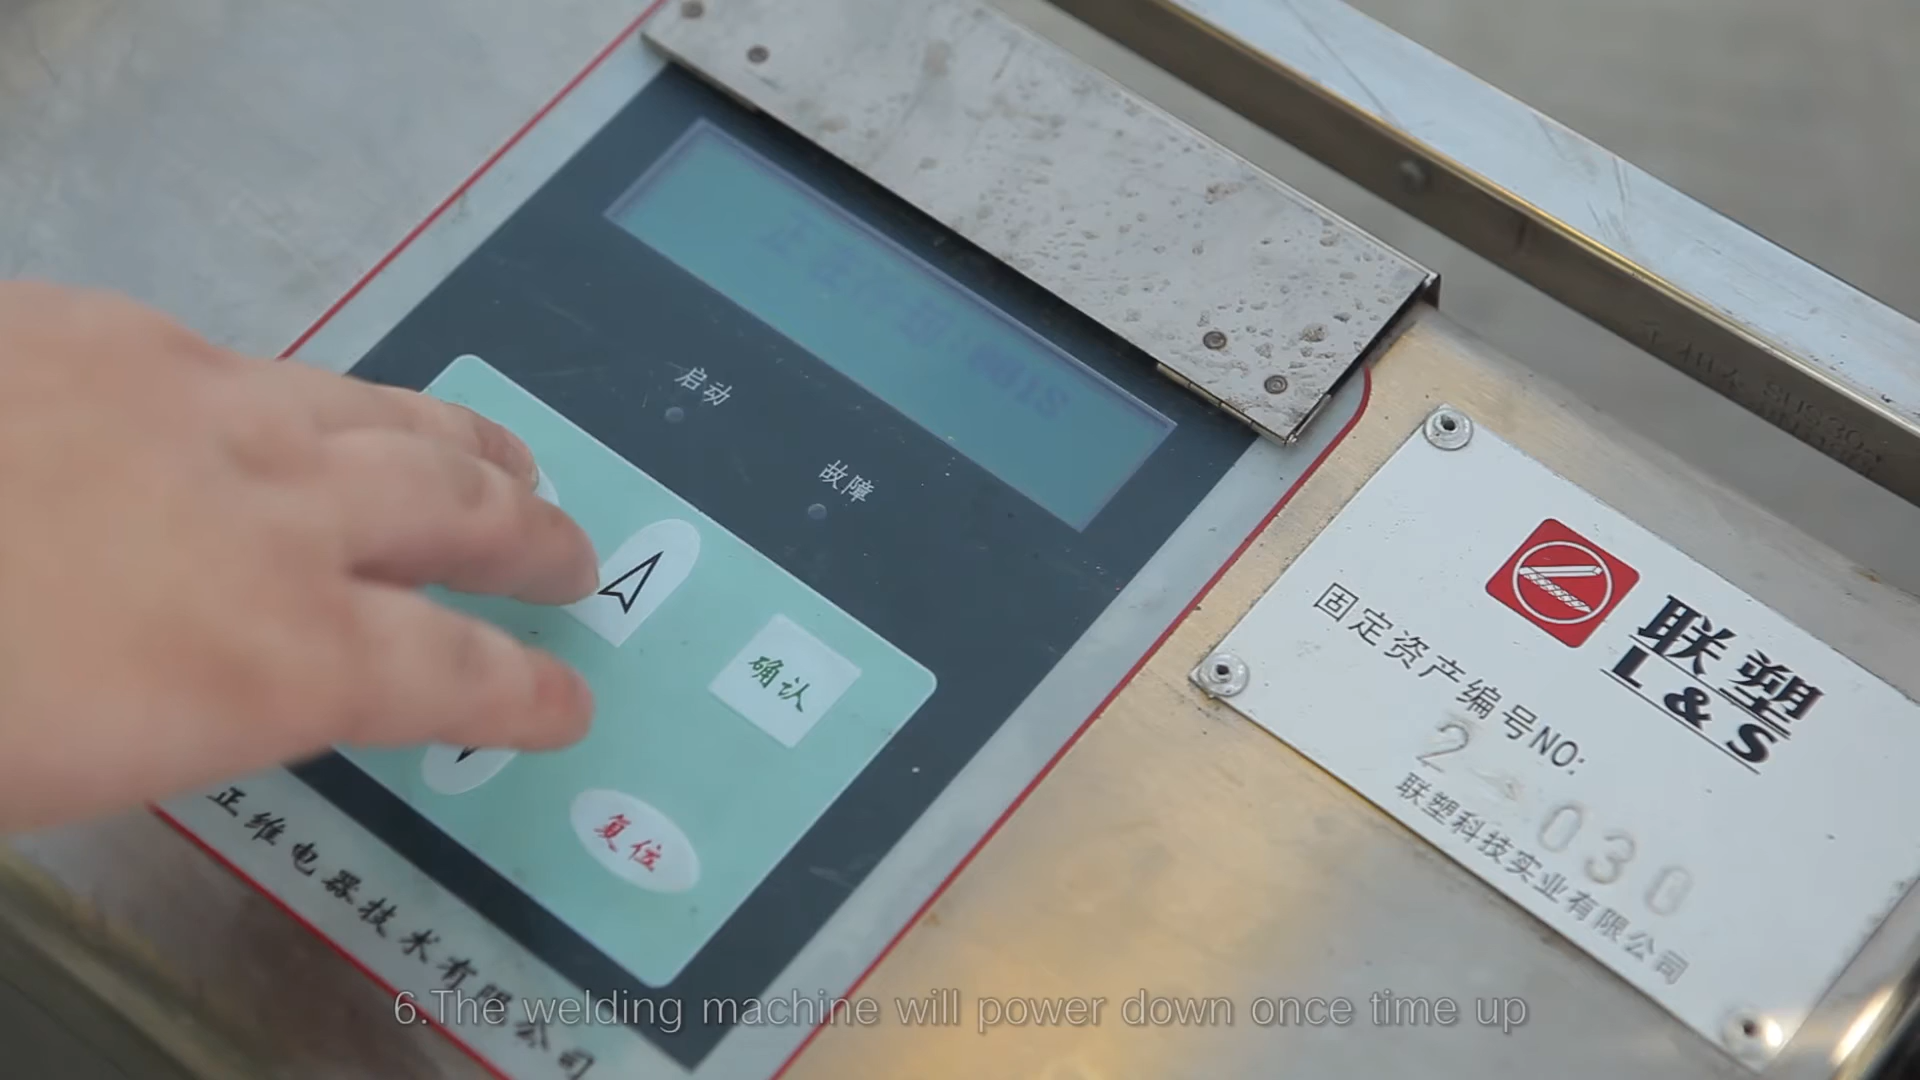 启动
故障
确认
复位
正维电器技术有限公司
联塑
L&S
固定资产编号NO:
2 030
联塑科技实业有限公司
6.The welding machine will power down once time up